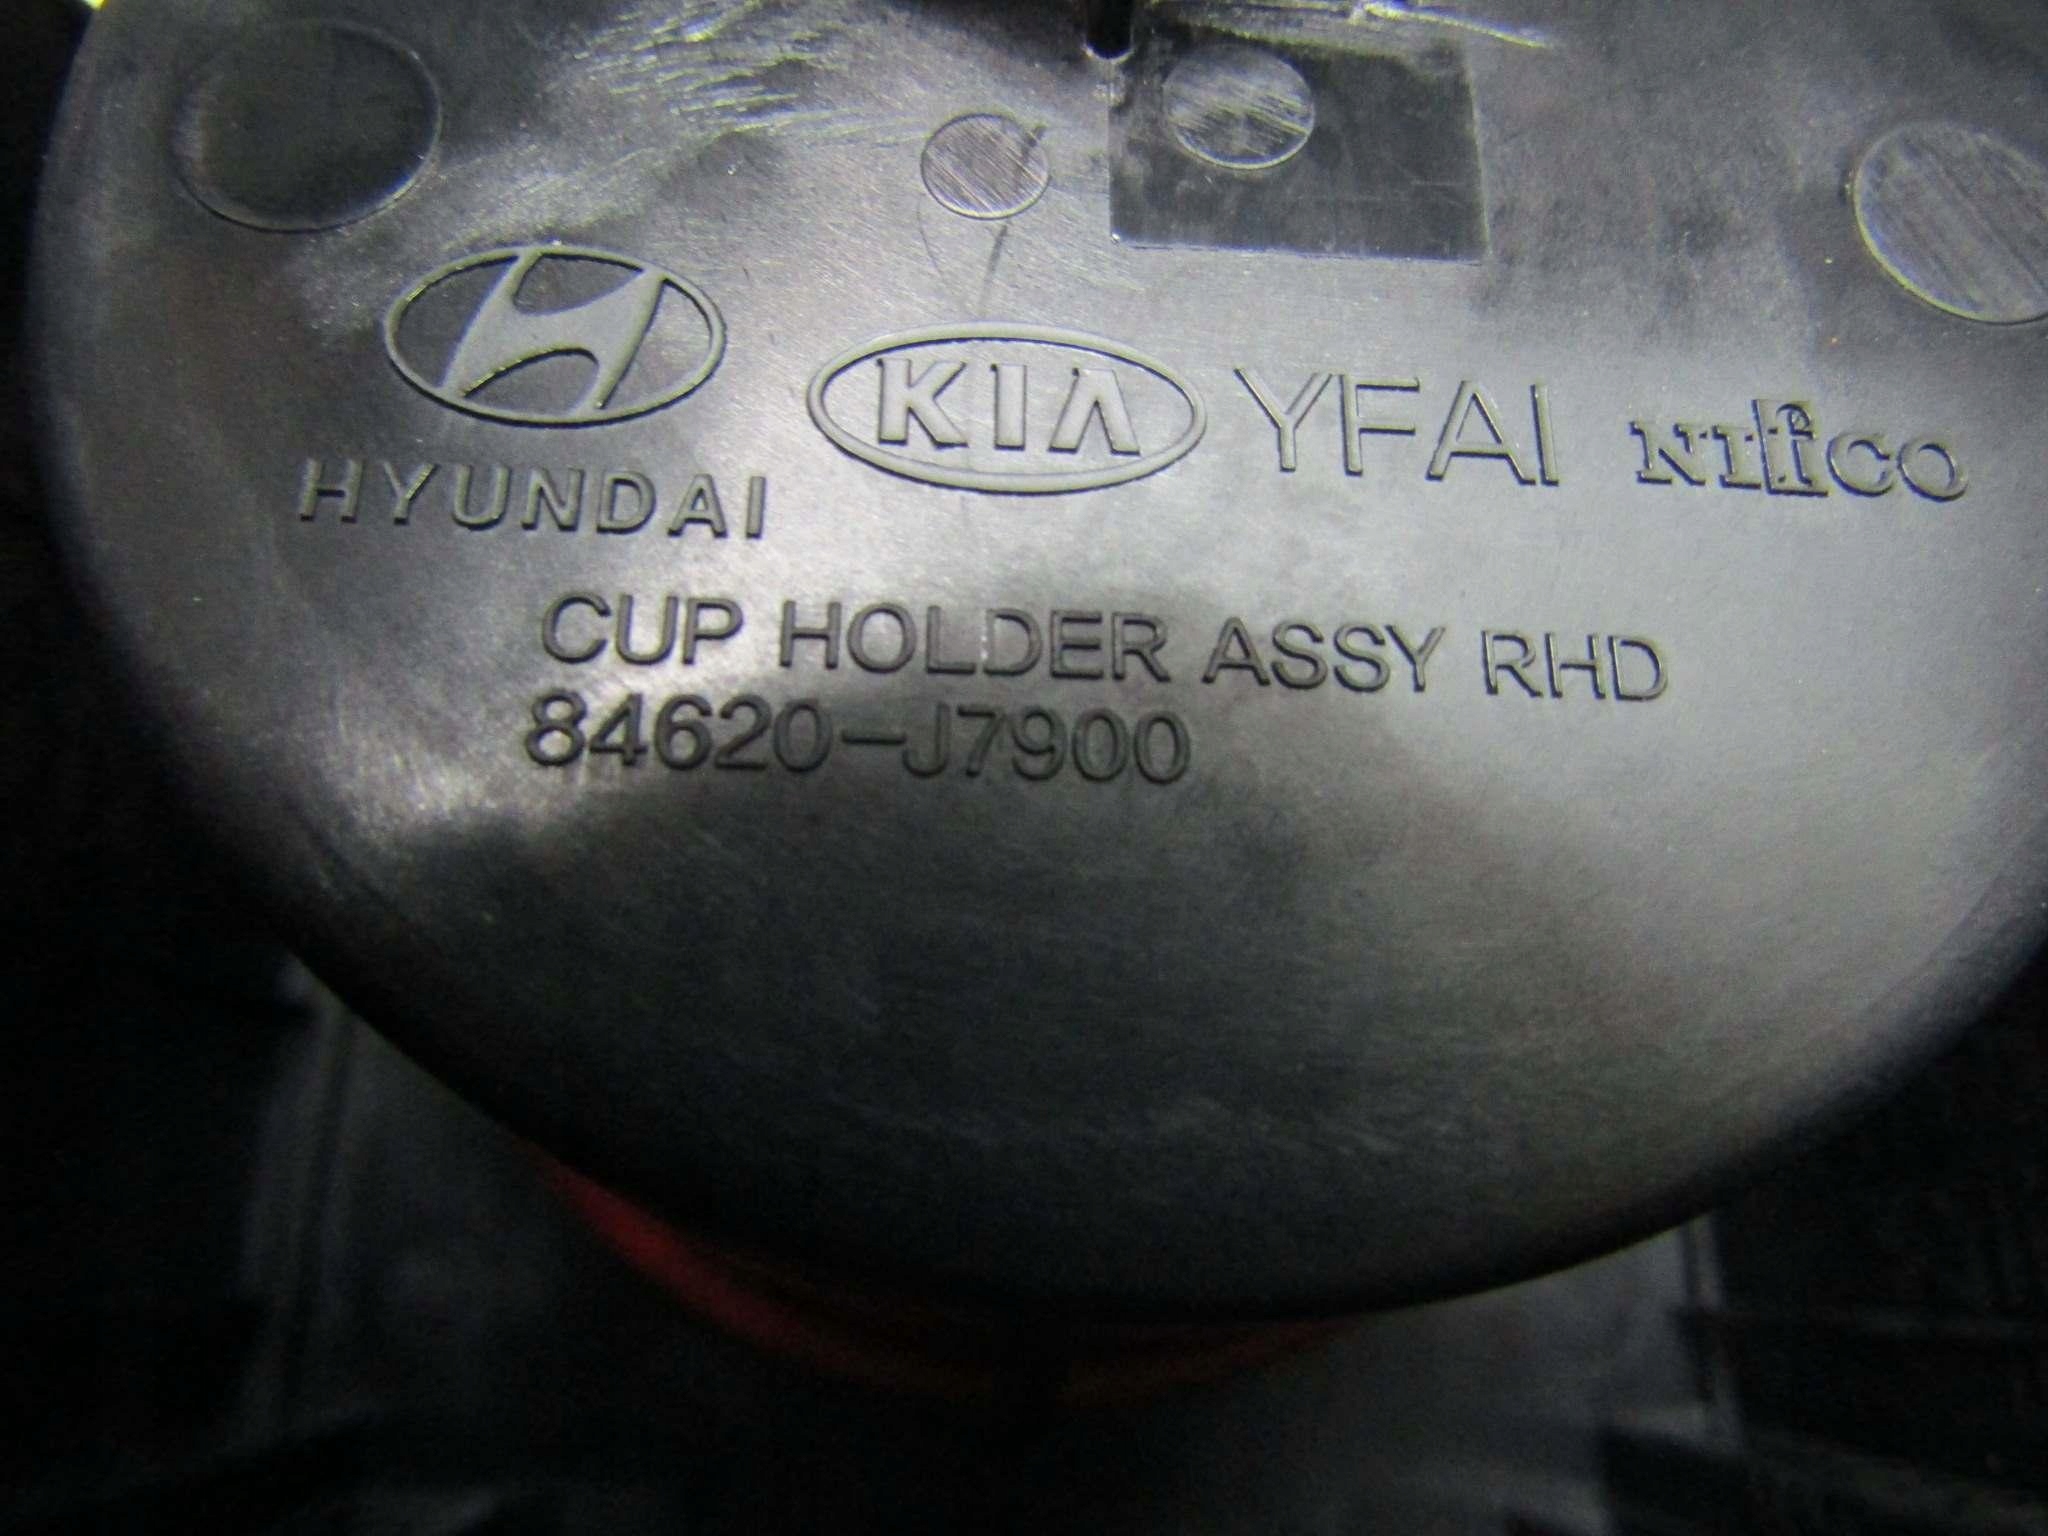 HYUNDAI KIA YFAI NIFCO
CUP HOLDER ASSY RHD
84620-J7900